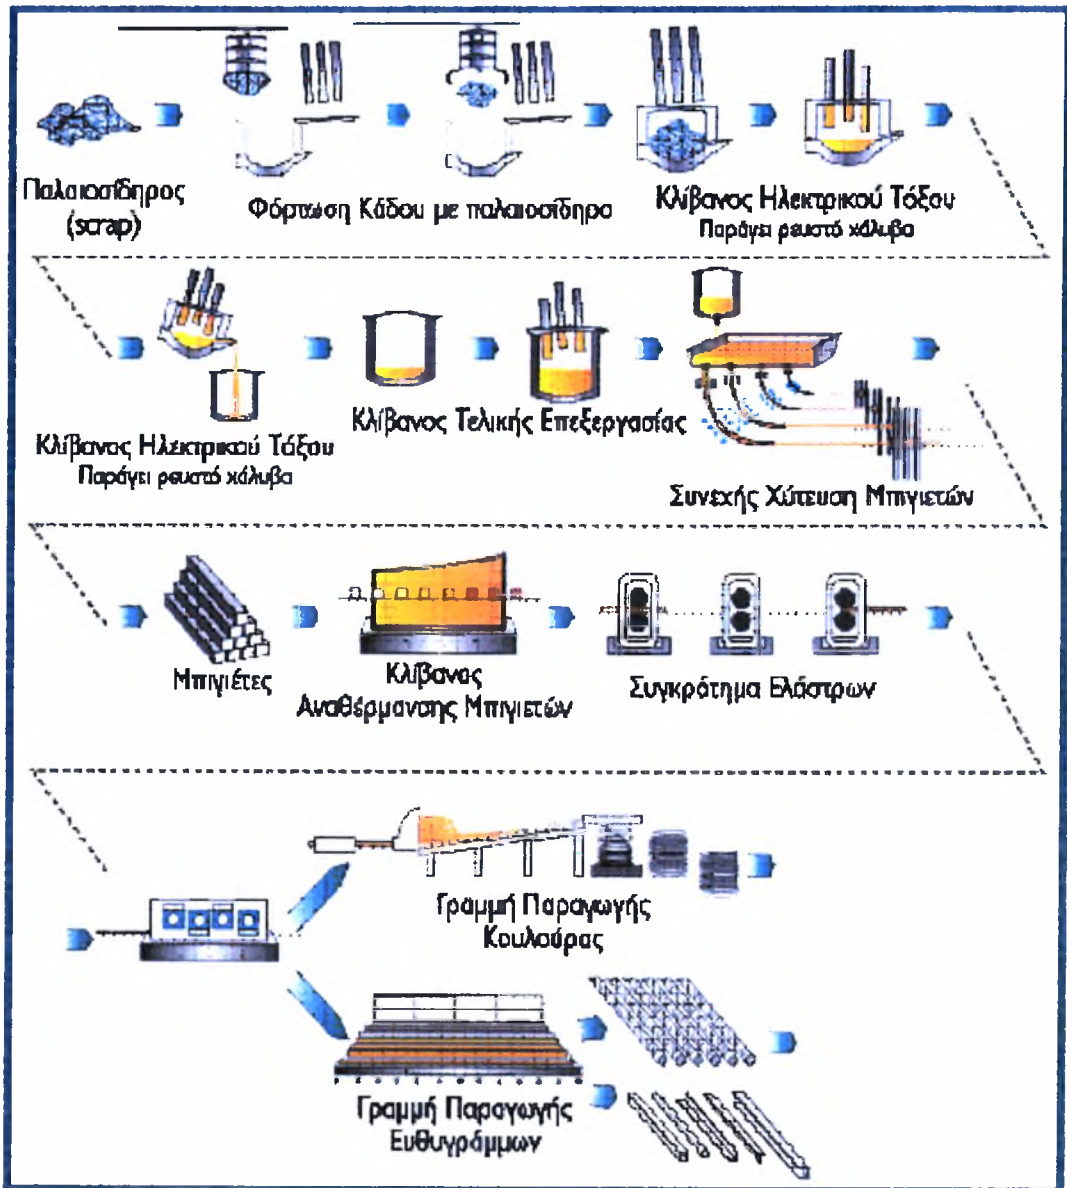 Παλαιοσίδηρος
(scrap)
Φόρτωση Κάδου με παλαιοσίδηρο
Κλίβανος Ηλεκτρικού Τόξου
Παράγει ρευστό χάλυβα
Κλίβανος Ηλεκτρικού Τόξου
Παράγει ρευστό χάλυβα
Κλίβανος Τελικής Επεξεργασίας
Συνεχής Χύτευση Μπιγιετών
Μπιγιέτες
Κλίβανος
Αναθέρμανσης Μπιγιετών
Συγκρότημα Ελάστρων
Γραμμή Παραγωγής
Κουλούρας
Γραμμή Παραγωγής
Ευθυγράμμων